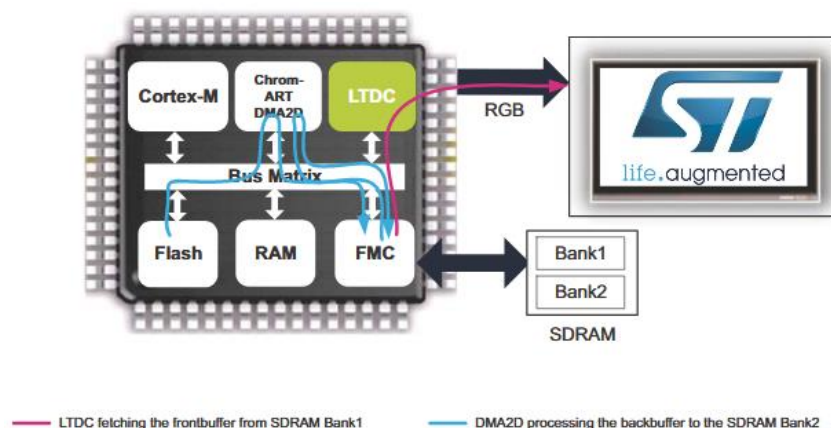 Cortex-M
Chrom-
ART
DMA2D
LTDC
RGB
ST
life.augmented
Bus Matrix
Flash
RAM
FMC
Bank1
Bank2
SDRAM
LTDC fetching the frontbuffer from SDRAM Bank1
DMA2D processing the backbuffer to the SDRAM Bank2